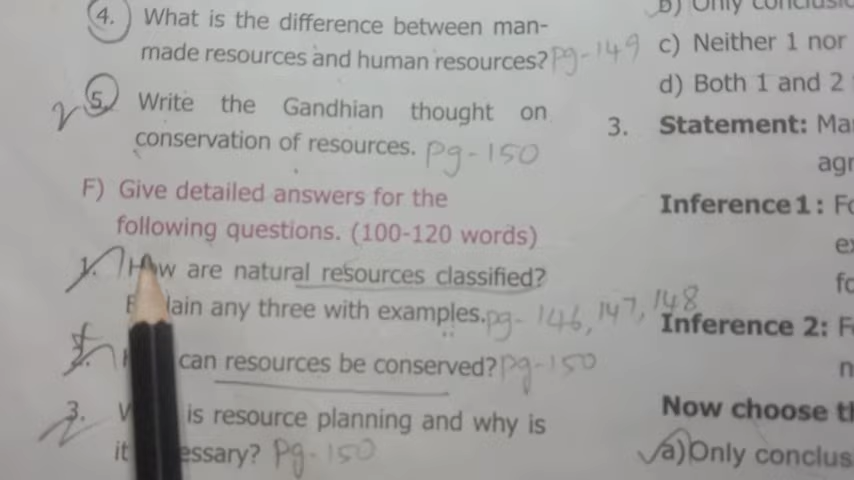 4. What is the difference between man-
made resources and human resources? pg-149
5. Write the Gandhian thought on
conservation of resources. pg-150
F) Give detailed answers for the
following questions. (100-120 words)
1. How are natural resources classified?
lain any three with examples. pg-146, 147, 148
can resources be conserved? pg-150
3. is resource planning and why is
it essary? pg-150
b) Only
c) Neither 1 nor
d) Both 1 and 2
3. Statement:
Inference 1:
Inference 2:
Now choose
a) Only